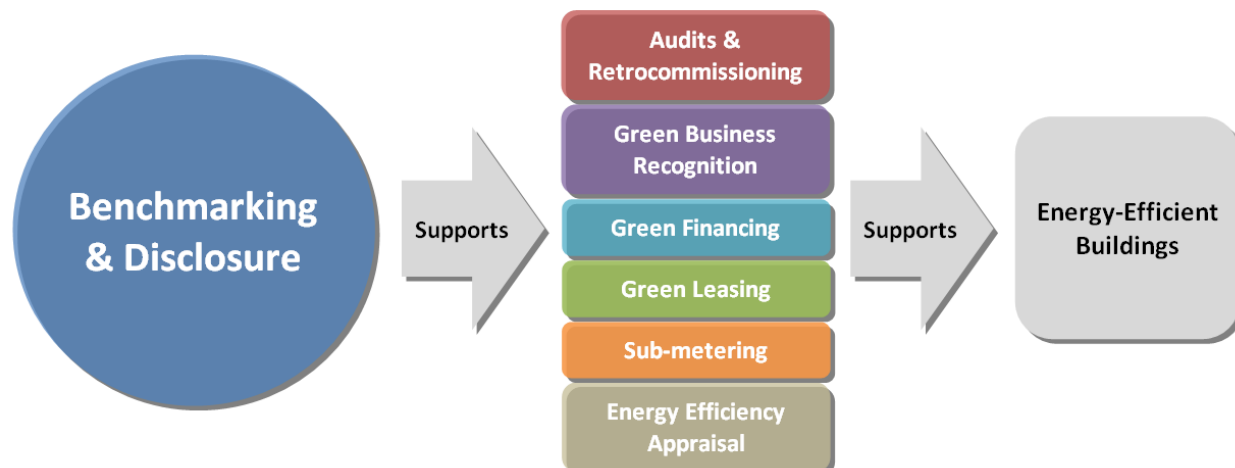 Benchmarking
& Disclosure
Supports
Audits &
Retrocommissioning
Green Business
Recognition
Green Financing
Green Leasing
Sub-metering
Energy Efficiency
Appraisal
Supports
Energy-Efficient
Buildings